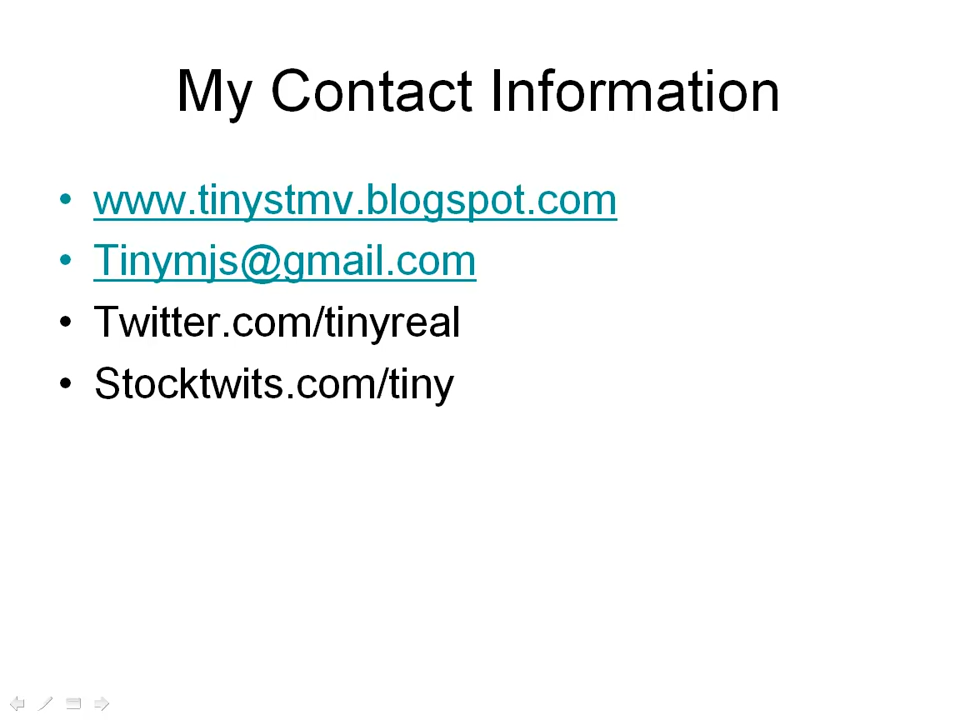 My Contact Information
• www.tinystmv.blogspot.com
• Tinymjs@gmail.com
• Twitter.com/tinyreal
• Stocktwits.com/tiny